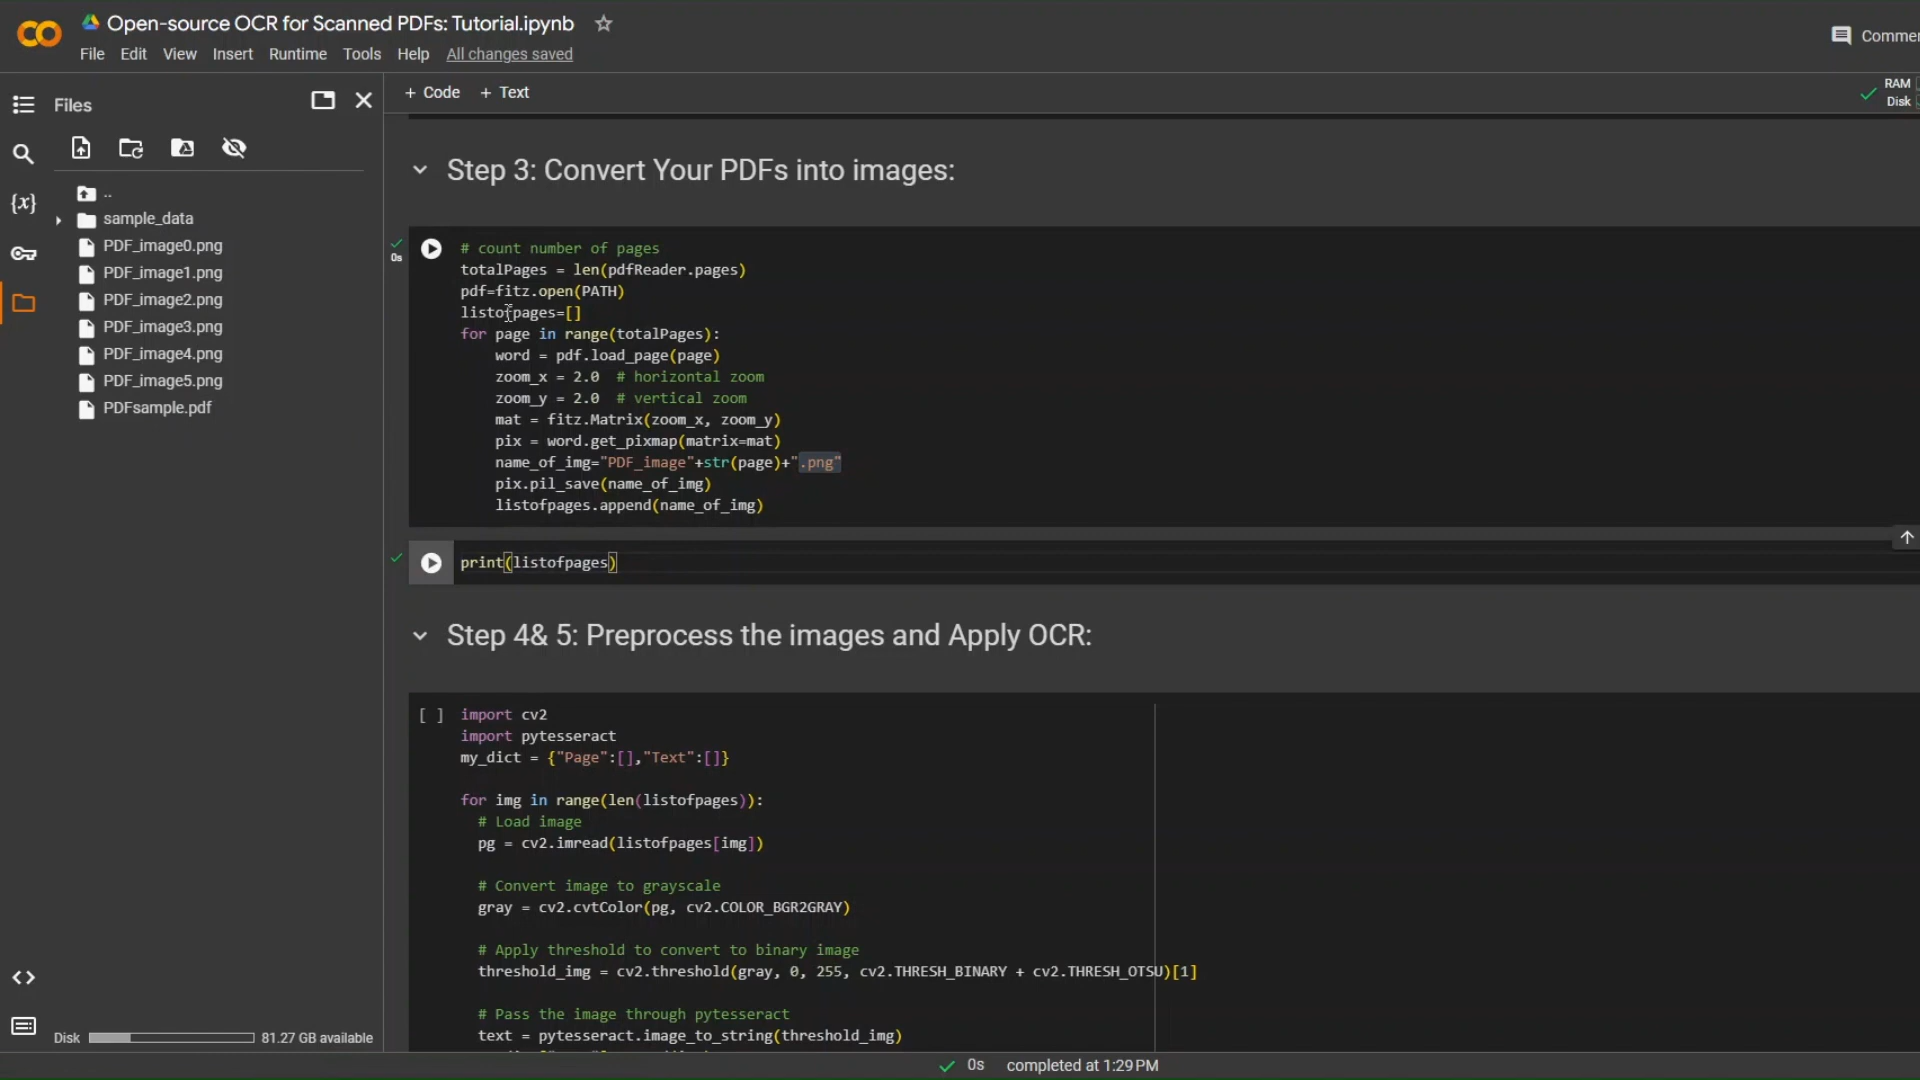 Open-source OCR for Scanned PDFs: Tutorial.ipynb
File Edit View Insert Runtime Tools Help All changes saved
Files
..
sample_data
PDF_image0.png
PDF_image1.png
PDF_image2.png
PDF_image3.png
PDF_image4.png
PDF_image5.png
PDFsample.pdf
Disk 81.27 GB available
+ Code + Text
RAM
Disk
Step 3: Convert Your PDFs into images:
0s
# count number of pages
totalPages = len(pdfReader.pages)
pdf=fitz.open(PATH)
listofpages=[]
for page in range(totalPages):
word = pdf.load_page(page)
zoom_x = 2.0 # horizontal zoom
zoom_y = 2.0 # vertical zoom
mat = fitz.Matrix(zoom_x, zoom_y)
pix = word.get_pixmap(matrix=mat)
name_of_img="PDF_image"+str(page)+".png"
pix.pil_save(name_of_img)
listofpages.append(name_of_img)
print(listofpages)
Step 4& 5: Preprocess the images and Apply OCR:
[ ] import cv2
import pytesseract
my_dict = {"Page":[],"Text":[]}
for img in range(len(listofpages)):
# Load image
pg = cv2.imread(listofpages[img])
# Convert image to grayscale
gray = cv2.cvtColor(pg, cv2.COLOR_BGR2GRAY)
# Apply threshold to convert to binary image
threshold_img = cv2.threshold(gray, 0, 255, cv2.THRESH_BINARY + cv2.THRESH_OTSU)[1]
# Pass the image through pytesseract
text = pytesseract.image_to_string(threshold_img)
0s completed at 1:29 PM